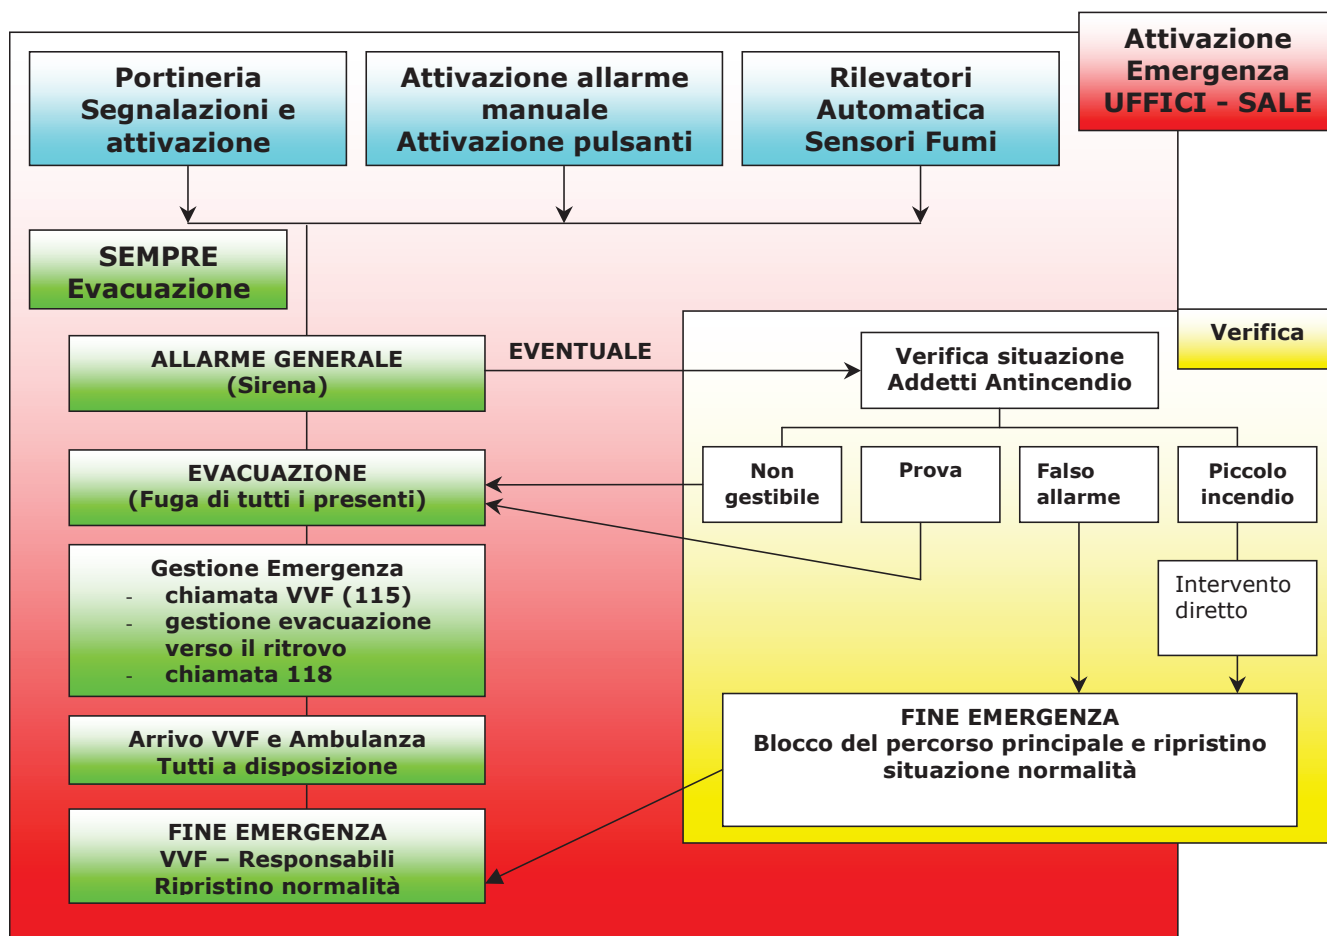 Attivazione
Emergenza
UFFICI - SALE
Portineria
Segnalazioni e
attivazione
Attivazione allarme
manuale
Attivazione pulsanti
Rilevatori
Automatica
Sensori Fumi
SEMPRE
Evacuazione
ALLARME GENERALE
(Sirena)
EVENTUALE
Verifica situazione
Addetti Antincendio
Verifica
EVACUAZIONE
(Fuga di tutti i presenti)
Non
gestibile
Prova
Falso
allarme
Piccolo
incendio
Gestione Emergenza
- chiamata VVF (115)
- gestione evacuazione
verso il ritrovo
- chiamata 118
Intervento
diretto
Arrivo VVF e Ambulanza
Tutti a disposizione
FINE EMERGENZA
Blocco del percorso principale e ripristino
situazione normalità
FINE EMERGENZA
VVF – Responsabili
Ripristino normalità